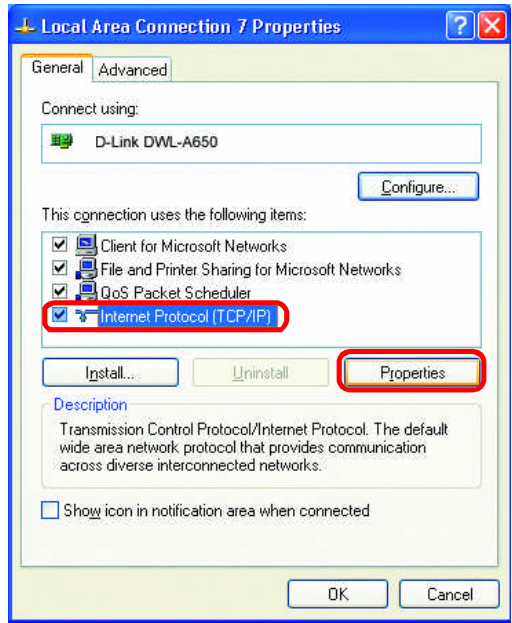 Local Area Connection 7 Properties
General
Advanced
Connect using:
D-Link DWL-A650
Configure...
This connection uses the following items:
Client for Microsoft Networks
File and Printer Sharing for Microsoft Networks
QoS Packet Scheduler
Internet Protocol (TCP/IP)
Install...
Uninstall
Properties
Description
Transmission Control Protocol/Internet Protocol. The default
wide area network protocol that provides communication
across diverse interconnected networks.
Show icon in notification area when connected
OK
Cancel